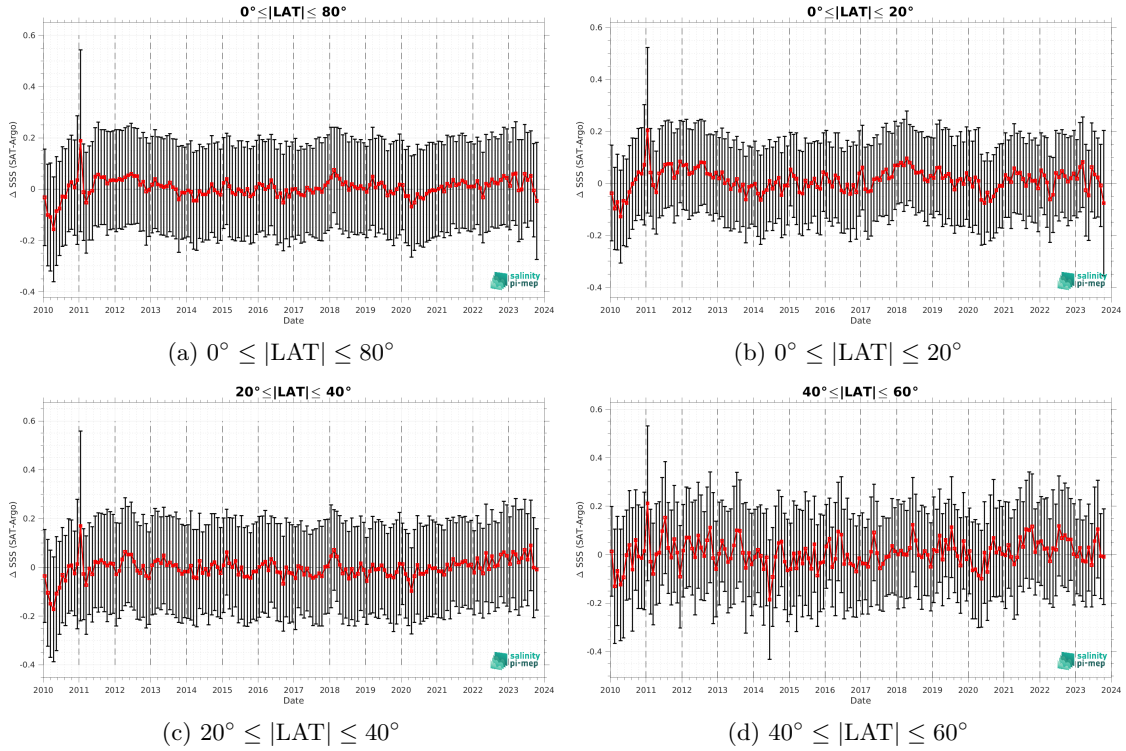 0°≤|LAT|≤ 80°
Δ SSS (SAT-Argo)
0.6
0.4
0.2
0
-0.2
-0.4
2010 2011 2012 2013 2014 2015 2016 2017 2018 2019 2020 2021 2022 2023 2024
Date
salinity
pi-mep
(a) 0° ≤ |LAT| ≤ 80°
0°≤|LAT|≤ 20°
Δ SSS (SAT-Argo)
0.6
0.4
0.2
0
-0.2
-0.4
2010 2011 2012 2013 2014 2015 2016 2017 2018 2019 2020 2021 2022 2023 2024
Date
salinity
pi-mep
(b) 0° ≤ |LAT| ≤ 20°
20°≤|LAT|≤ 40°
Δ SSS (SAT-Argo)
0.6
0.4
0.2
0
-0.2
-0.4
2010 2011 2012 2013 2014 2015 2016 2017 2018 2019 2020 2021 2022 2023 2024
Date
salinity
pi-mep
(c) 20° ≤ |LAT| ≤ 40°
40°≤|LAT|≤ 60°
Δ SSS (SAT-Argo)
0.6
0.4
0.2
0
-0.2
-0.4
2010 2011 2012 2013 2014 2015 2016 2017 2018 2019 2020 2021 2022 2023 2024
Date
salinity
pi-mep
(d) 40° ≤ |LAT| ≤ 60°